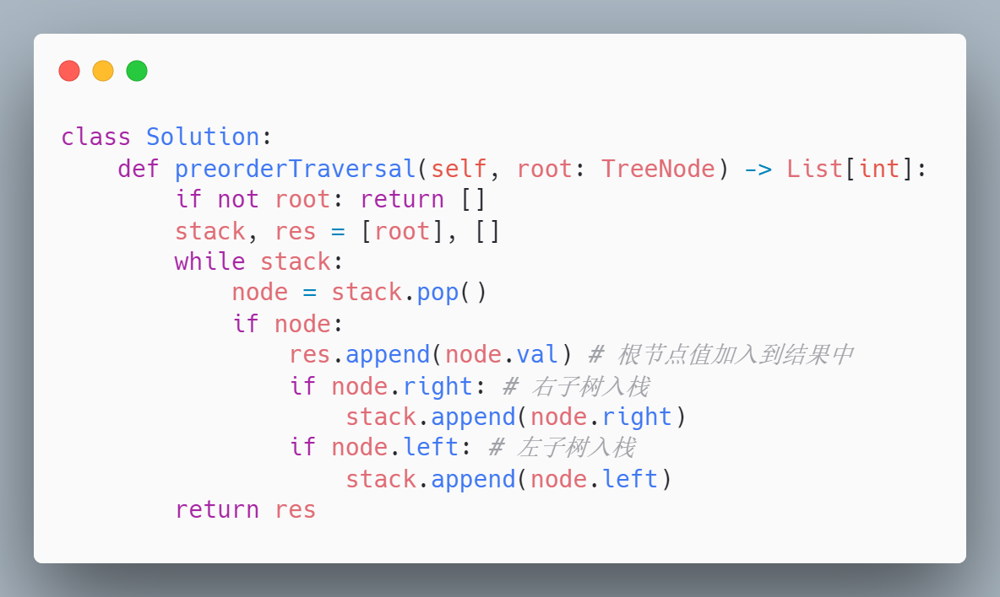 class Solution:
    def preorderTraversal(self, root: TreeNode) -> List[int]:
        if not root: return []
        stack, res = [root], []
        while stack:
            node = stack.pop()
            if node:
                res.append(node.val) # 根节点值加入到结果中
                if node.right: # 右子树入栈
                    stack.append(node.right)
                if node.left: # 左子树入栈
                    stack.append(node.left)
        return res